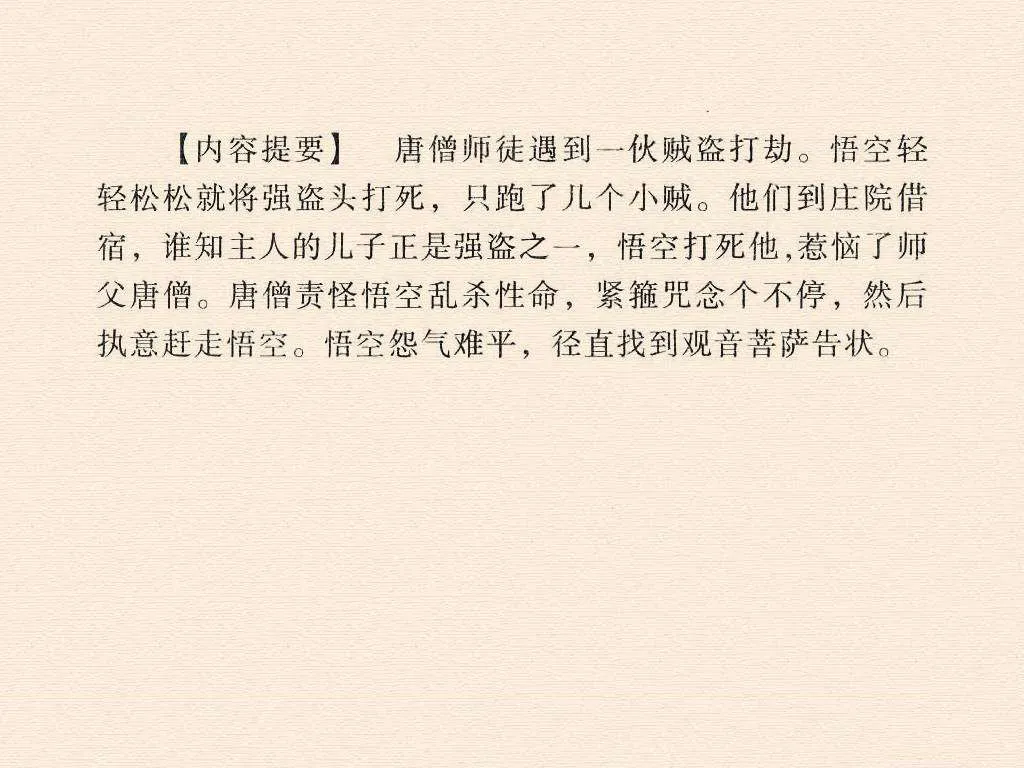 【内容提要】 唐僧师徒遇到一伙贼盗打劫。悟空轻
轻松松就将强盗头打死，只跑了几个小贼。他们到庄院借
宿，谁知主人的儿子正是强盗之一，悟空打死他,惹恼了师
父唐僧。唐僧责怪悟空乱杀性命，紧箍咒念个不停，然后
执意赶走悟空。悟空怨气难平，径直找到观音菩萨告状。